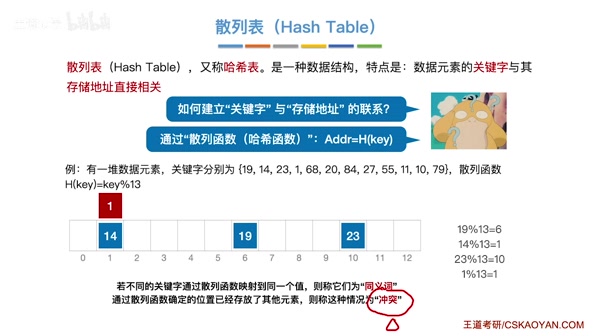 散列表（Hash Table）
散列表（Hash Table），又称哈希表。是一种数据结构，特点是：数据元素的关键字与其
存储地址直接相关
如何建立“关键字”与“存储地址”的联系？
通过“散列函数（哈希函数）”：Addr=H(key)
例：有一堆数据元素，关键字分别为 {19, 14, 23, 1, 68, 20, 84, 27, 55, 11, 10, 79}，散列函数
H(key)=key%13
1
14 19 23
0 1 2 3 4 5 6 7 8 9 10 11 12
19%13=6
14%13=1
23%13=10
1%13=1
若不同的关键字通过散列函数映射到同一个值，则称它们为“同义词”
通过散列函数确定的位置已经存放了其他元素，则称这种情况为“冲突”
王道考研/CSKAOYAN.COM